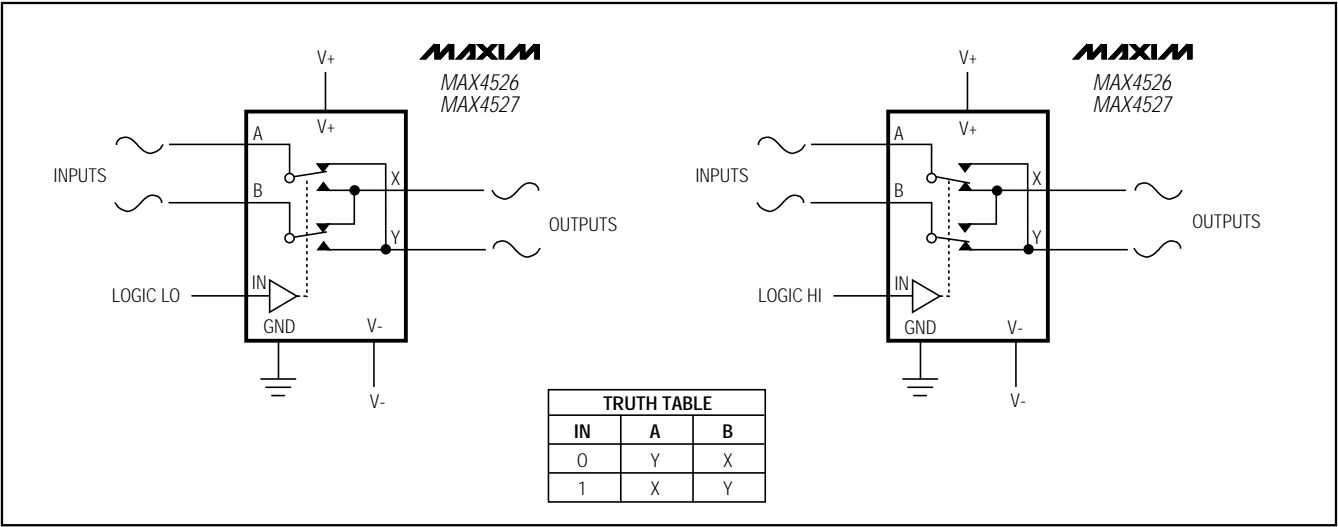 V+
MAXIM
MAX4526
MAX4527
V+
A
B
INPUTS
X
Y
OUTPUTS
LOGIC LO
IN
GND
V-
V-
V+
MAXIM
MAX4526
MAX4527
V+
A
B
INPUTS
X
Y
OUTPUTS
LOGIC HI
IN
GND
V-
V-
TRUTH TABLE
IN A B
0 Y X
1 X Y